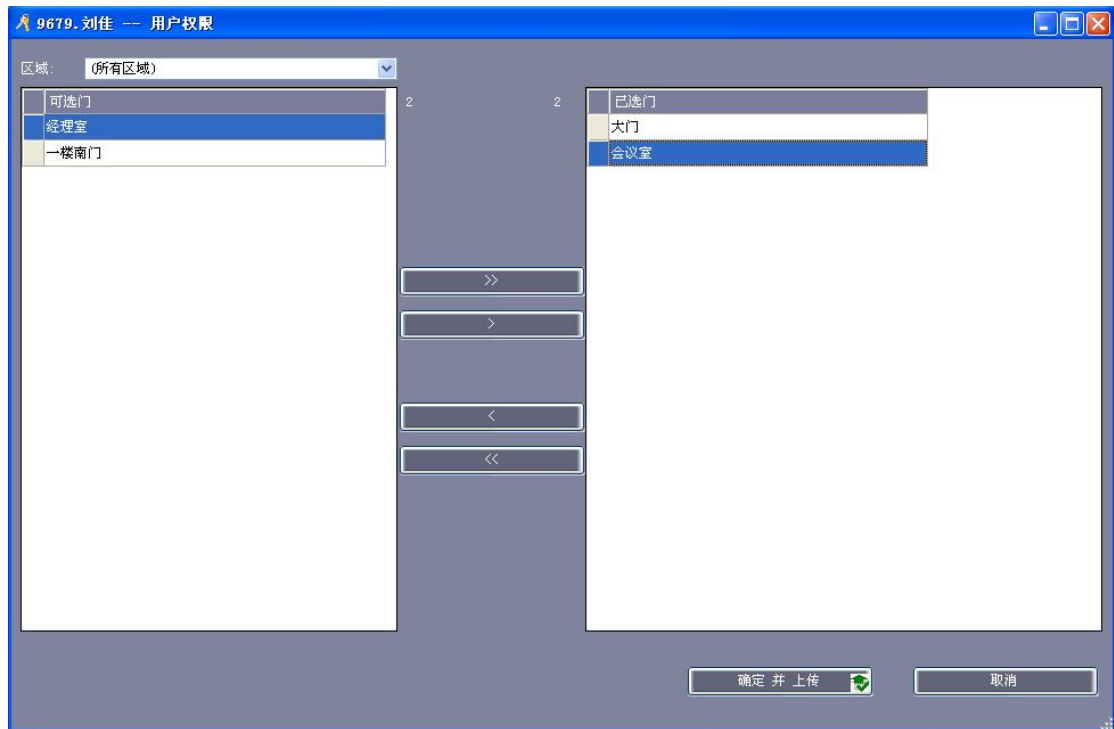 9679.刘佳 -- 用户权限
区域: (所有区域)
可选门 2 2 已选门
经理室 大门
一楼南门 会议室
>>
>
<
<<
确定 并 上传 取消